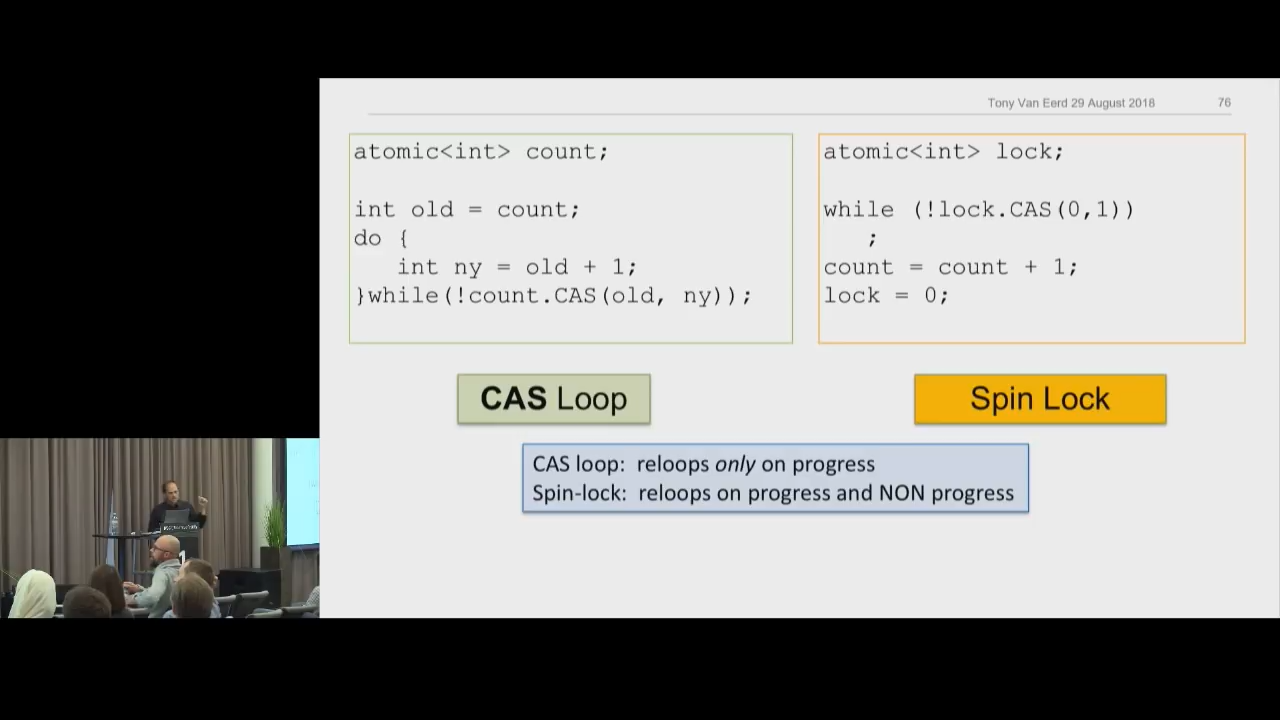 Tony Van Eerd 29 August 2018 76
atomic<int> count;
int old = count;
do {
int ny = old + 1;
}while(!count.CAS(old, ny));
atomic<int> lock;
while (!lock.CAS(0,1))
;
count = count + 1;
lock = 0;
CAS Loop
Spin Lock
CAS loop: reloops only on progress
Spin-lock: reloops on progress and NON progress